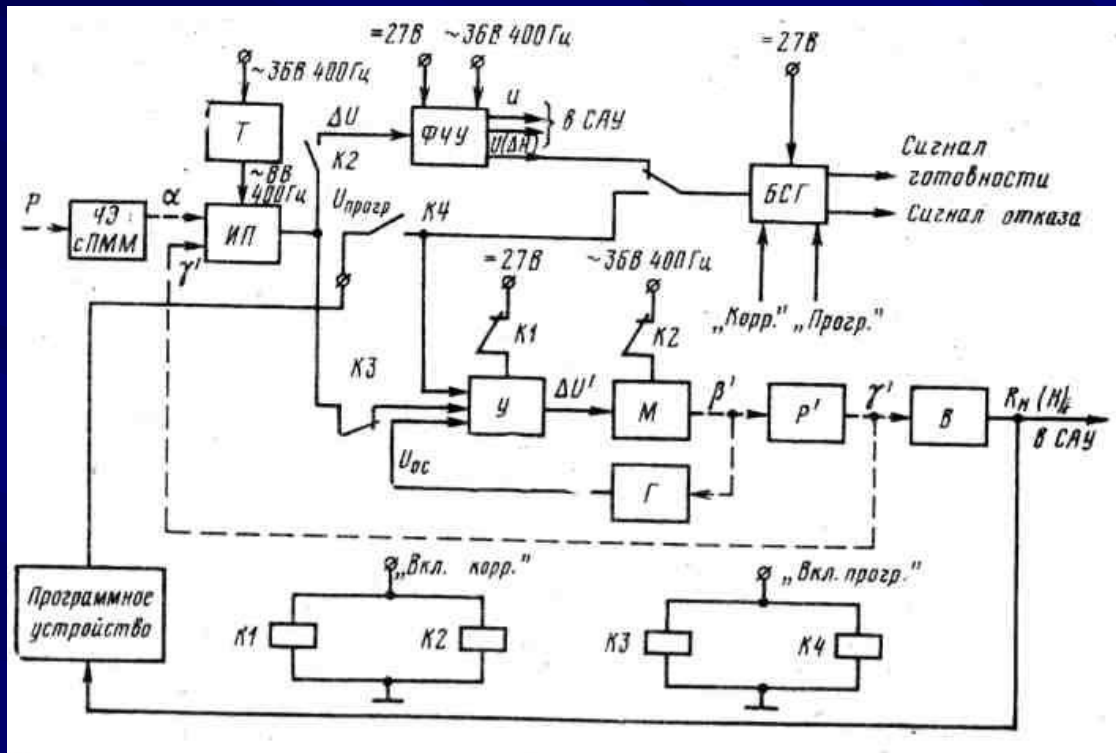 =27В
~36В 400Гц
=27В
~36В 400Гц
Т
ΔU
ФЧУ
U
U(ΔH)
в САУ
К2
~8В
400Гц
P
ЧЭ
с ПММ
α
ИП
γ'
Uпрогр
К4
БСГ
Сигнал
готовности
Сигнал отказа
„Корр."
„Прогр."
=27В
~36В 400Гц
К1
К2
К3
У
ΔU'
М
β'
Р'
γ'
В
в САУ
Uос
Г
Программное
устройство
„Вкл. корр."
К1
К2
„Вкл. прогр."
К3
К4